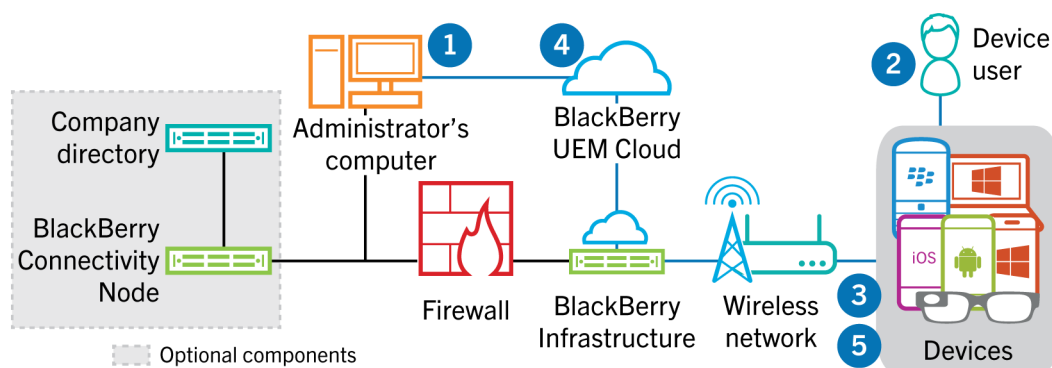 1
4
2
Device
user
Company
directory
Administrator's
computer
BlackBerry
UEM Cloud
BlackBerry
Connectivity
Node
iOS
Firewall
BlackBerry
Infrastructure
Wireless
network
3
5
Devices
Optional components